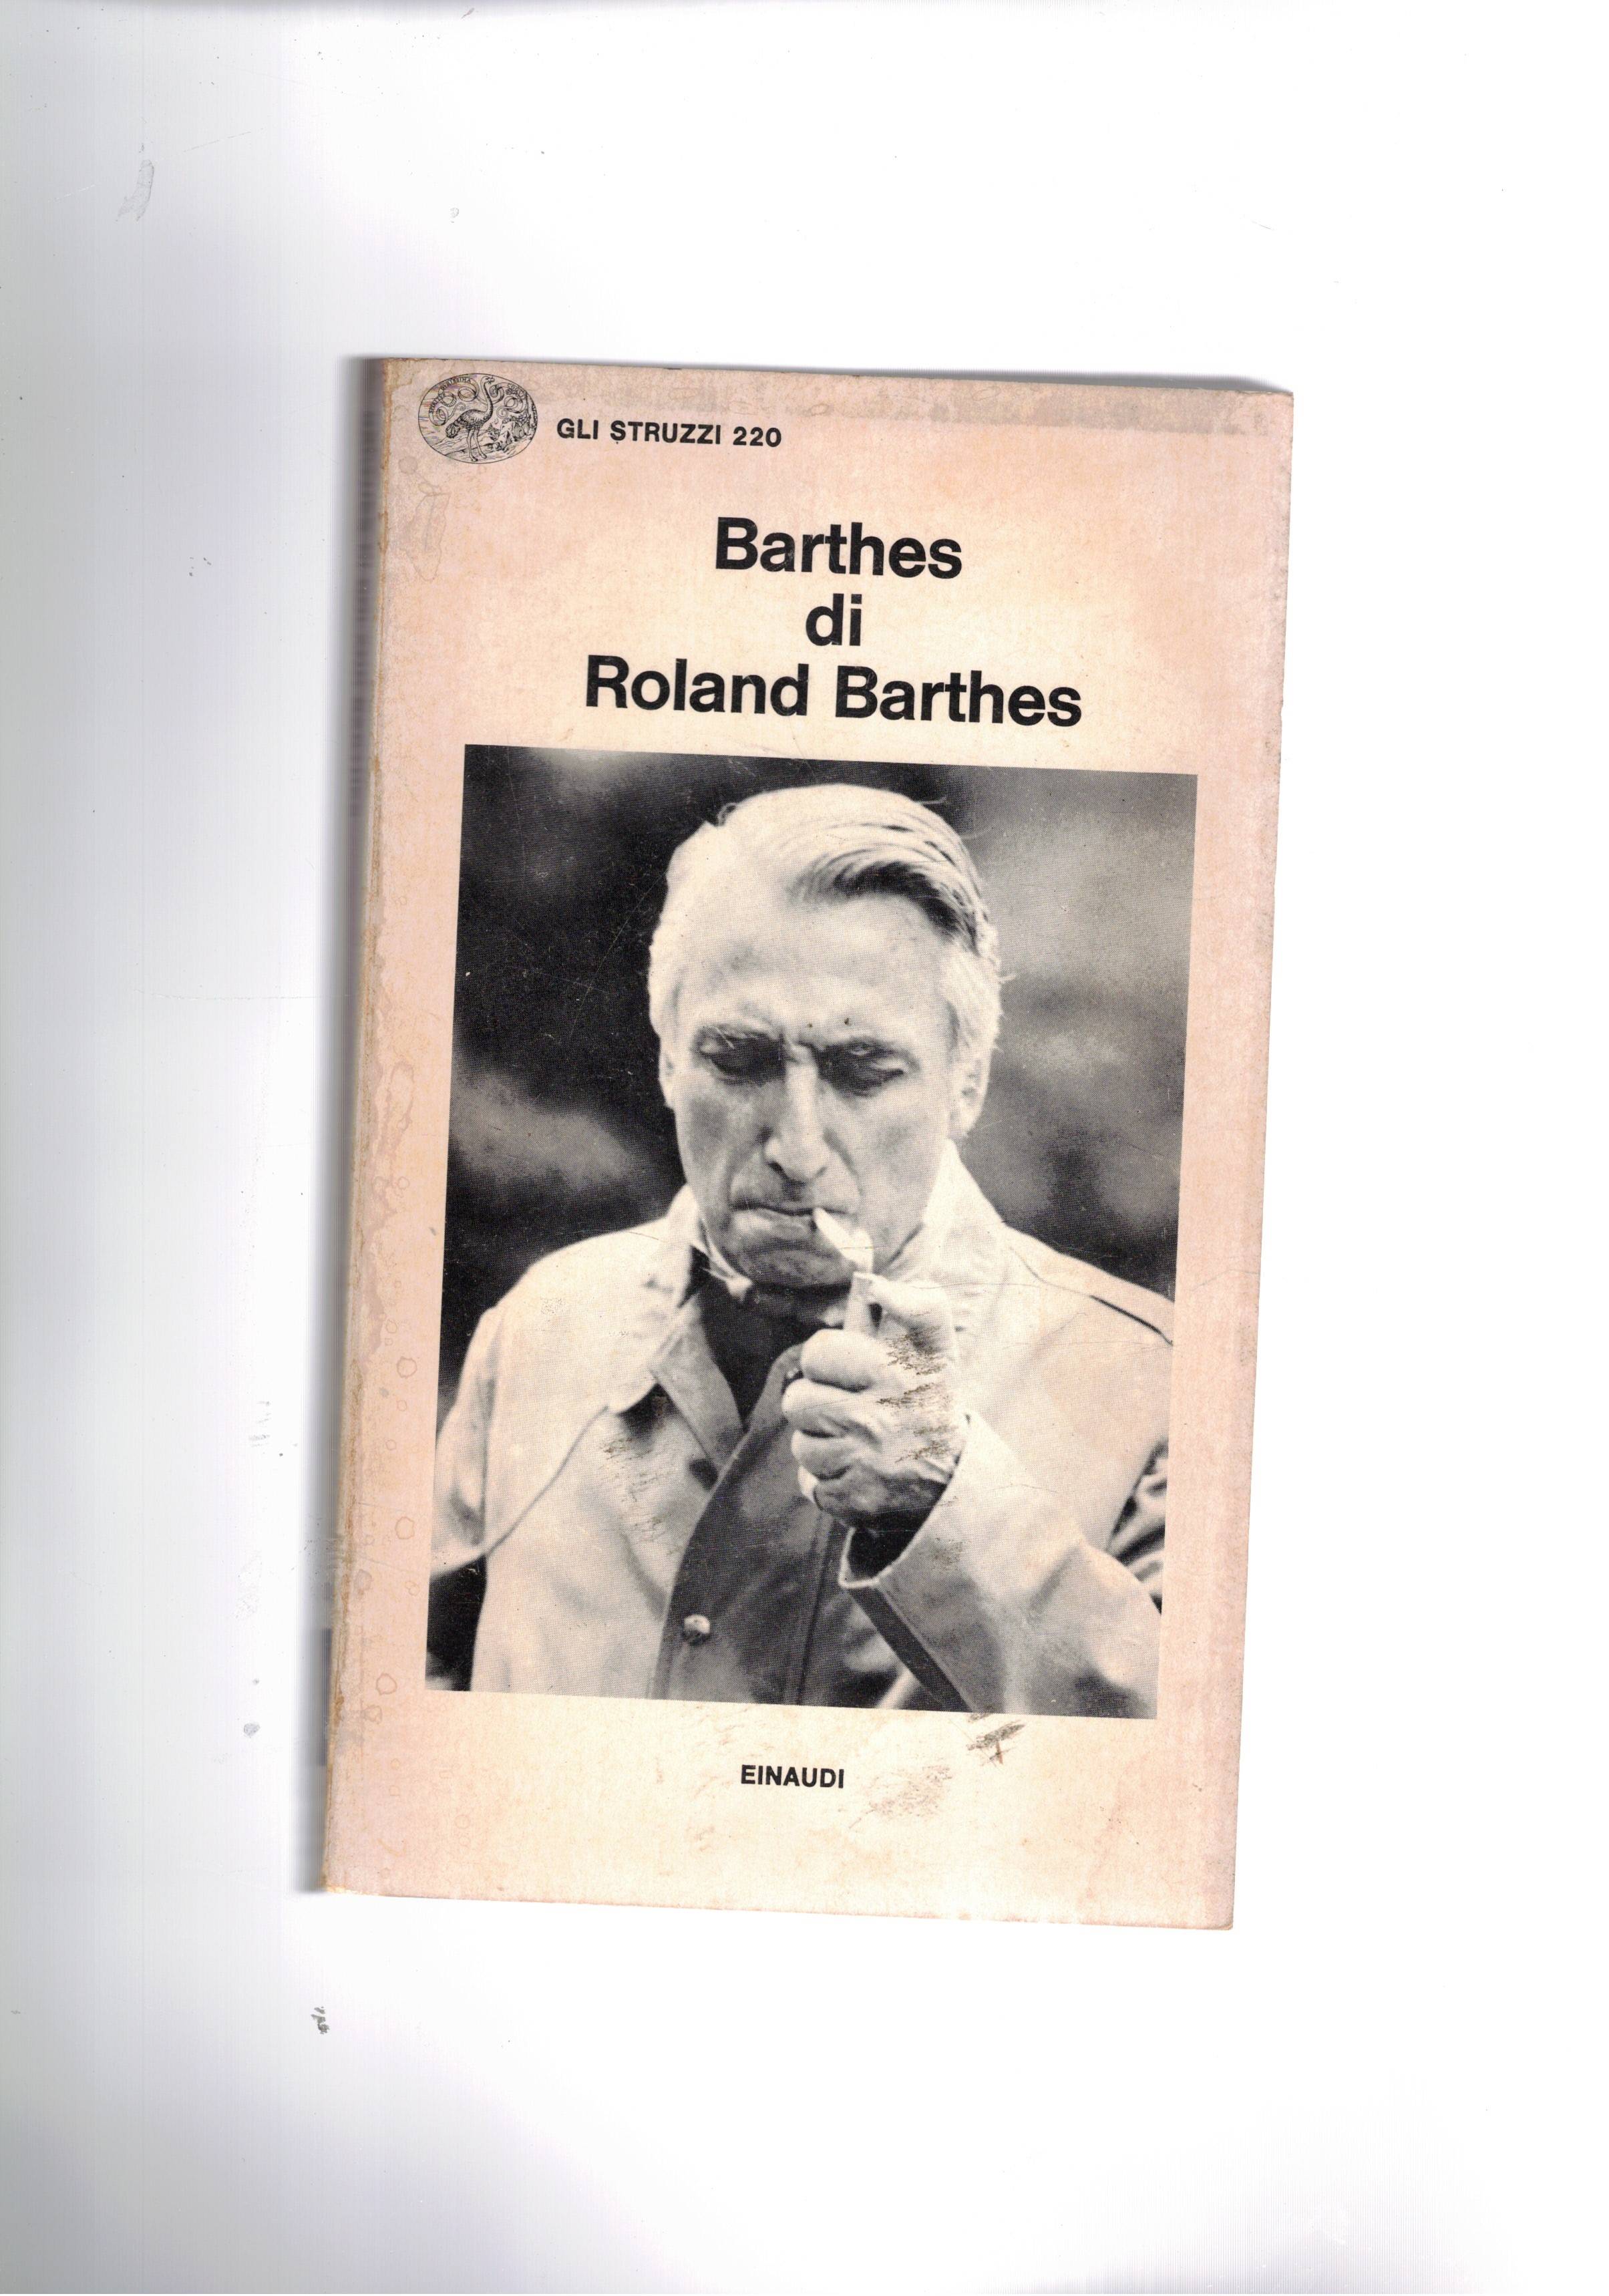 GLI STRUZZI 220
Barthes
di
Roland Barthes
EINAUDI